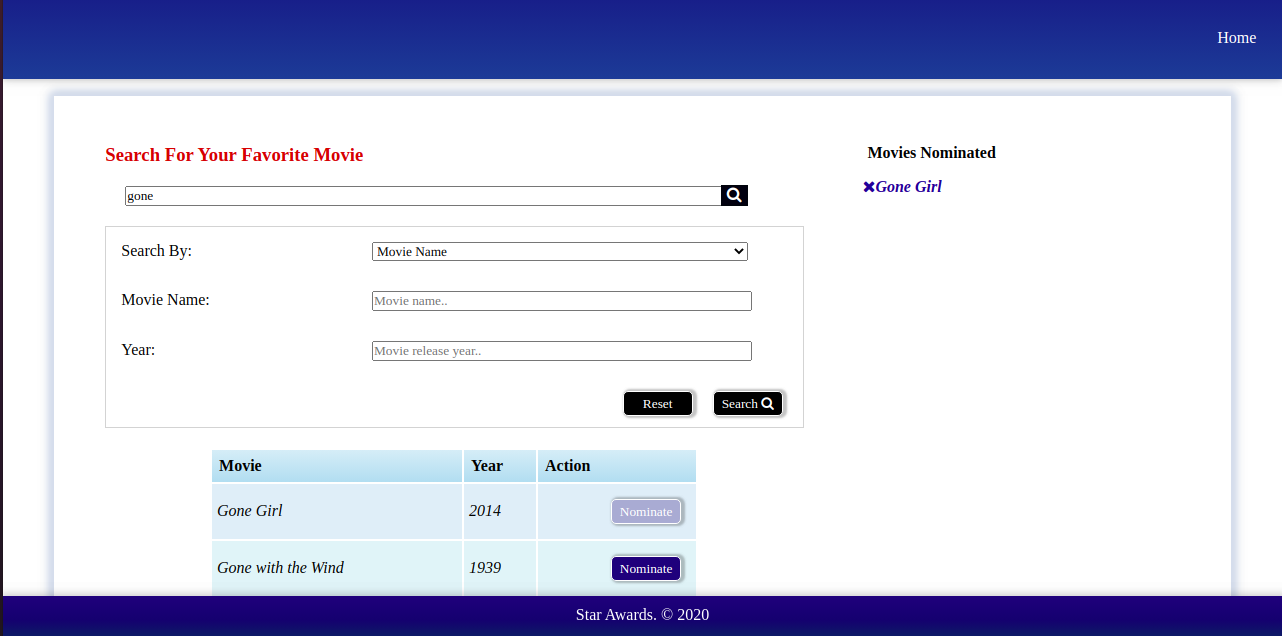 Home
Search For Your Favorite Movie
gone
Search By:
Movie Name
Movie Name:
Movie name..
Year:
Movie release year..
Reset
Search
Movies Nominated
Gone Girl
Movie Year Action
Gone Girl 2014 Nominate
Gone with the Wind 1939 Nominate
Star Awards. © 2020